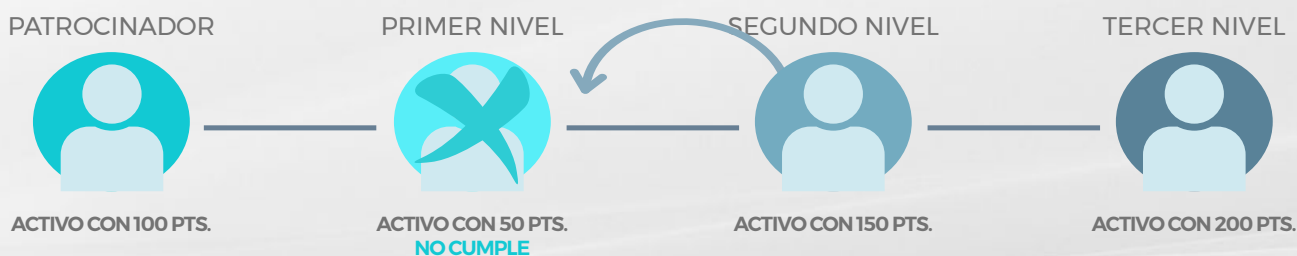 PATROCINADOR
PRIMER NIVEL
SEGUNDO NIVEL
TERCER NIVEL
ACTIVO CON 100 PTS.
ACTIVO CON 50 PTS.
NO CUMPLE
ACTIVO CON 150 PTS.
ACTIVO CON 200 PTS.